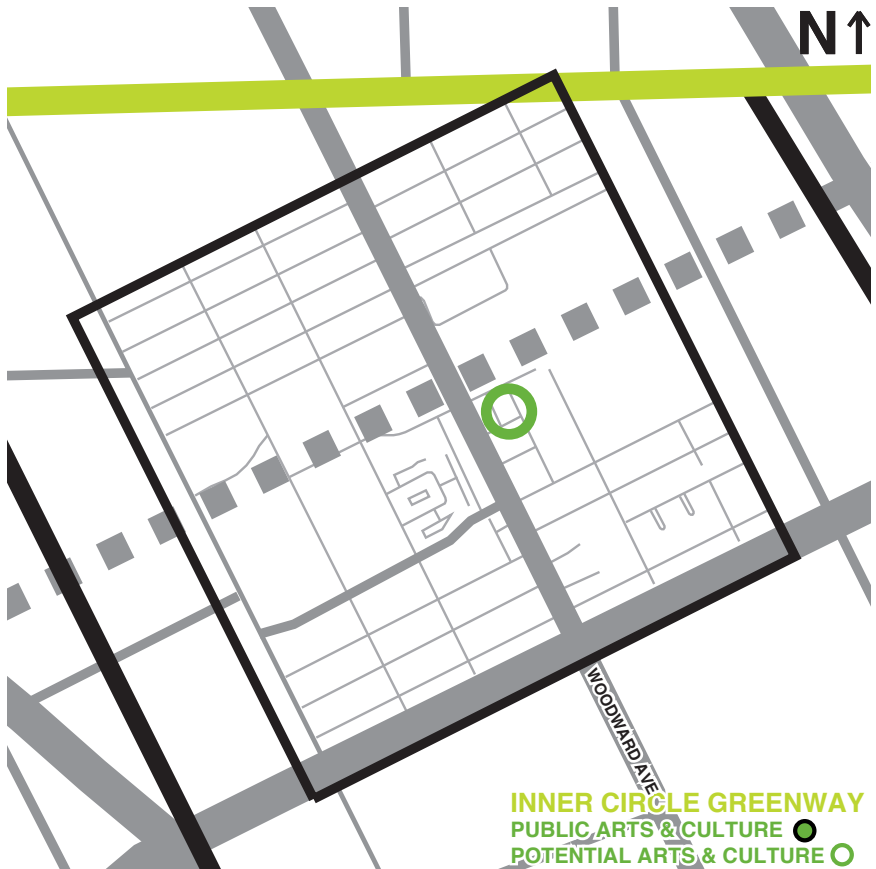 N↑
WOODWARD AVE
INNER CIRCLE GREENWAY
PUBLIC ARTS & CULTURE
POTENTIAL ARTS & CULTURE